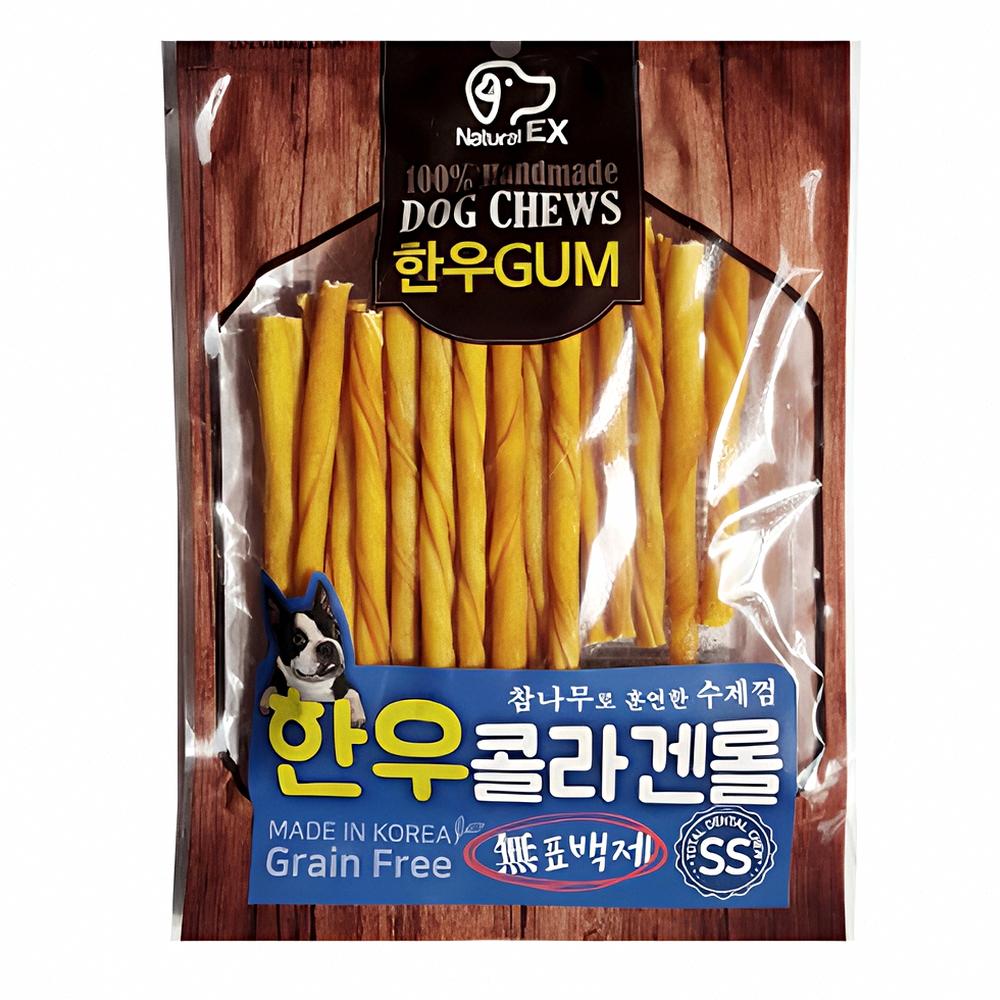 Natural EX
100% Handmade
DOG CHEWS
한우GUM
참나무로 훈연한 수제껌
한우콜라겐롤
MADE IN KOREA
Grain Free
無표백제
SS